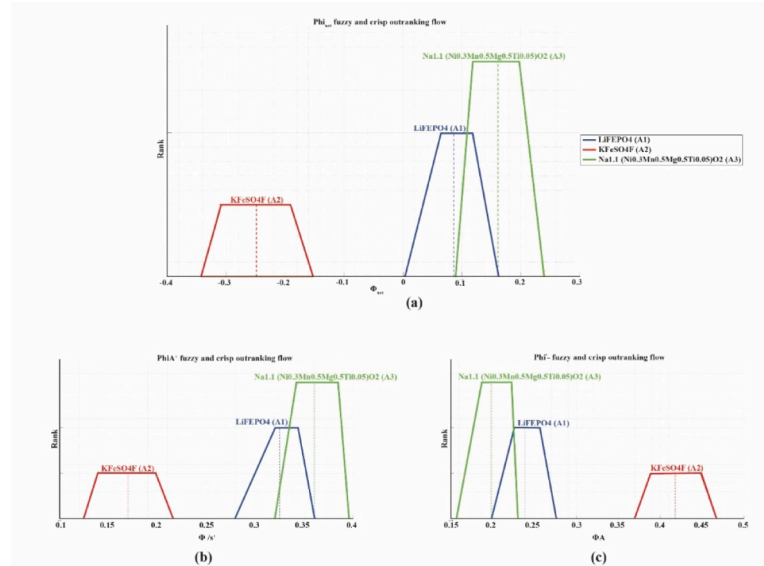 Phi_net fuzzy and crisp outranking flow
Na1.1 (Ni0.3Mn0.5Mg0.5Ti0.05)O2 (A3)
LiFEPO4 (A1)
KFeSO4F (A2)
Rank
LiFEPO4 (A1)
KFeSO4F (A2)
Na1.1 (Ni0.3Mn0.5Mg0.5Ti0.05)O2 (A3)
-0.4 -0.3 -0.2 -0.1 0 0.1 0.2 0.3
Φ_net
(a)
PhiA+ fuzzy and crisp outranking flow
Na1.1 (Ni0.3Mn0.5Mg0.5Ti0.05)O2 (A3)
LiFEPO4 (A1)
KFeSO4F (A2)
Rank
0.1 0.15 0.2 0.25 0.3 0.35 0.4
(b)
Phi- fuzzy and crisp outranking flow
Na1.1 (Ni0.3Mn0.5Mg0.5Ti0.05)O2 (A3)
LiFEPO4 (A1)
KFeSO4F (A2)
Rank
0.15 0.2 0.25 0.3 0.35 0.4 0.45 0.5
ΦA
(c)